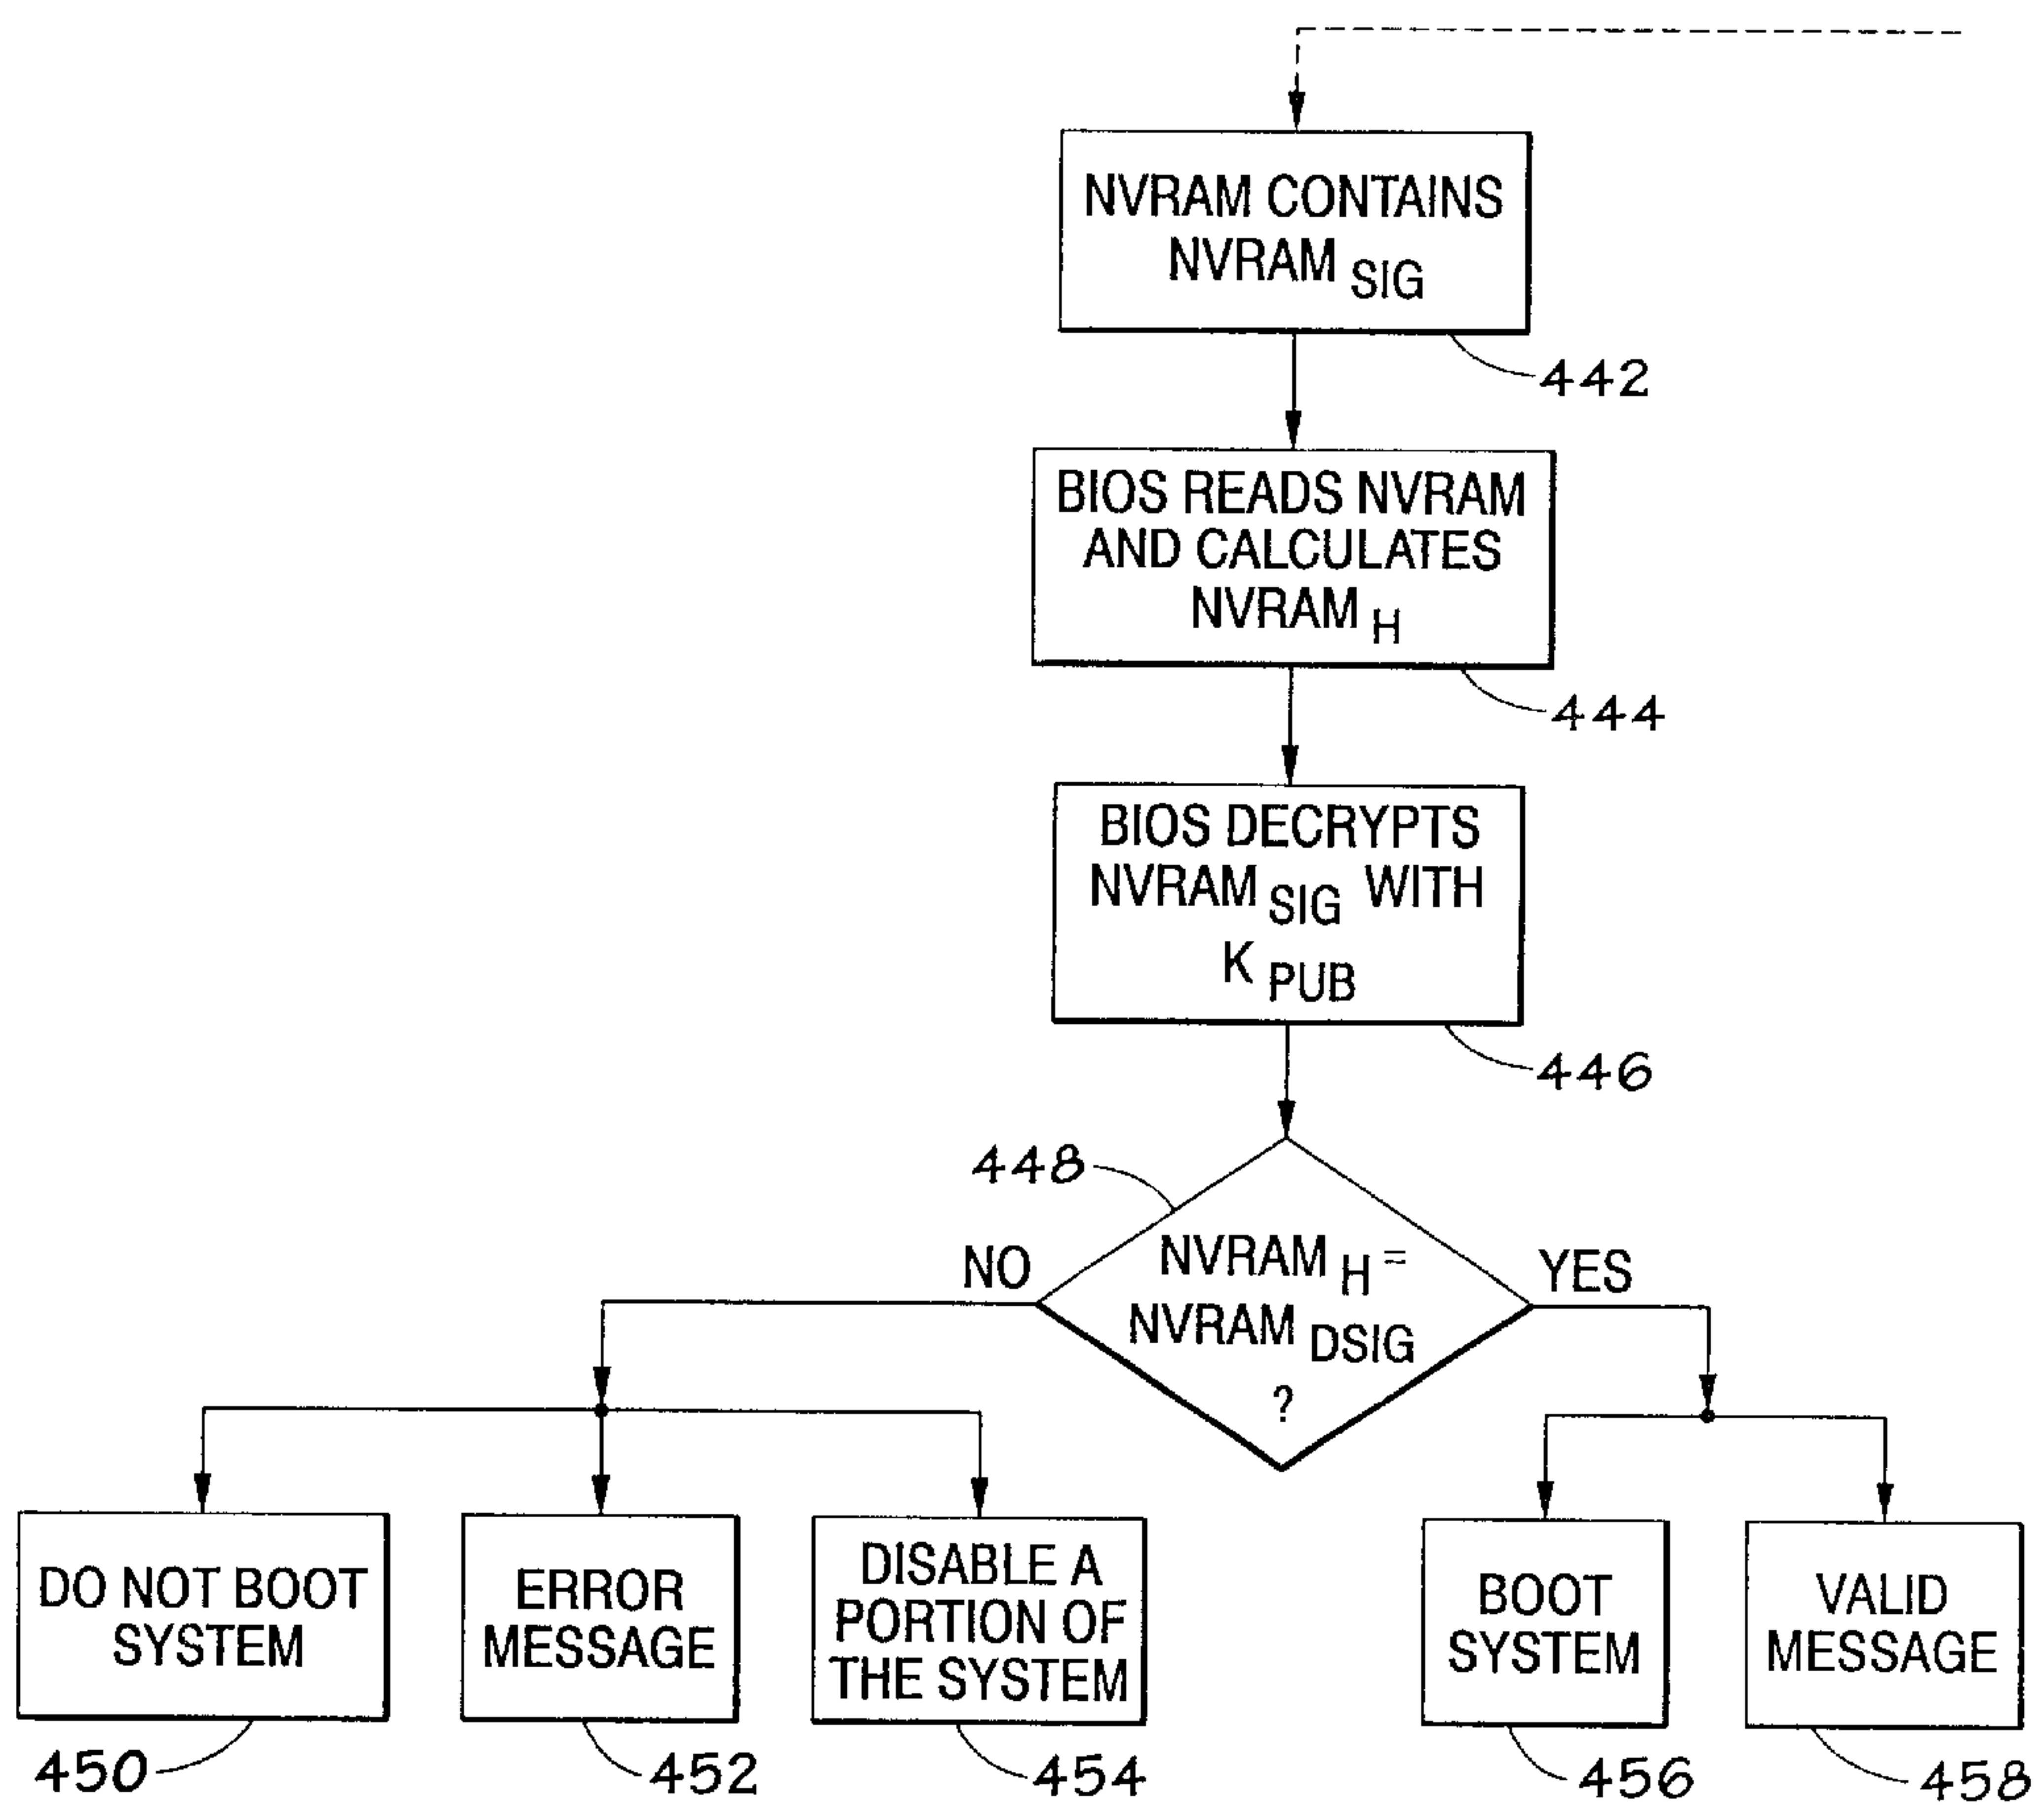 NVRAM CONTAINS
NVRAM SIG
442
BIOS READS NVRAM
AND CALCULATES
NVRAM H
444
BIOS DECRYPTS
NVRAM SIG WITH
K PUB
446
448
NO
NVRAM H =
NVRAM DSIG
?
YES
DO NOT BOOT
SYSTEM
450
ERROR
MESSAGE
452
DISABLE A
PORTION OF
THE SYSTEM
454
BOOT
SYSTEM
456
VALID
MESSAGE
458